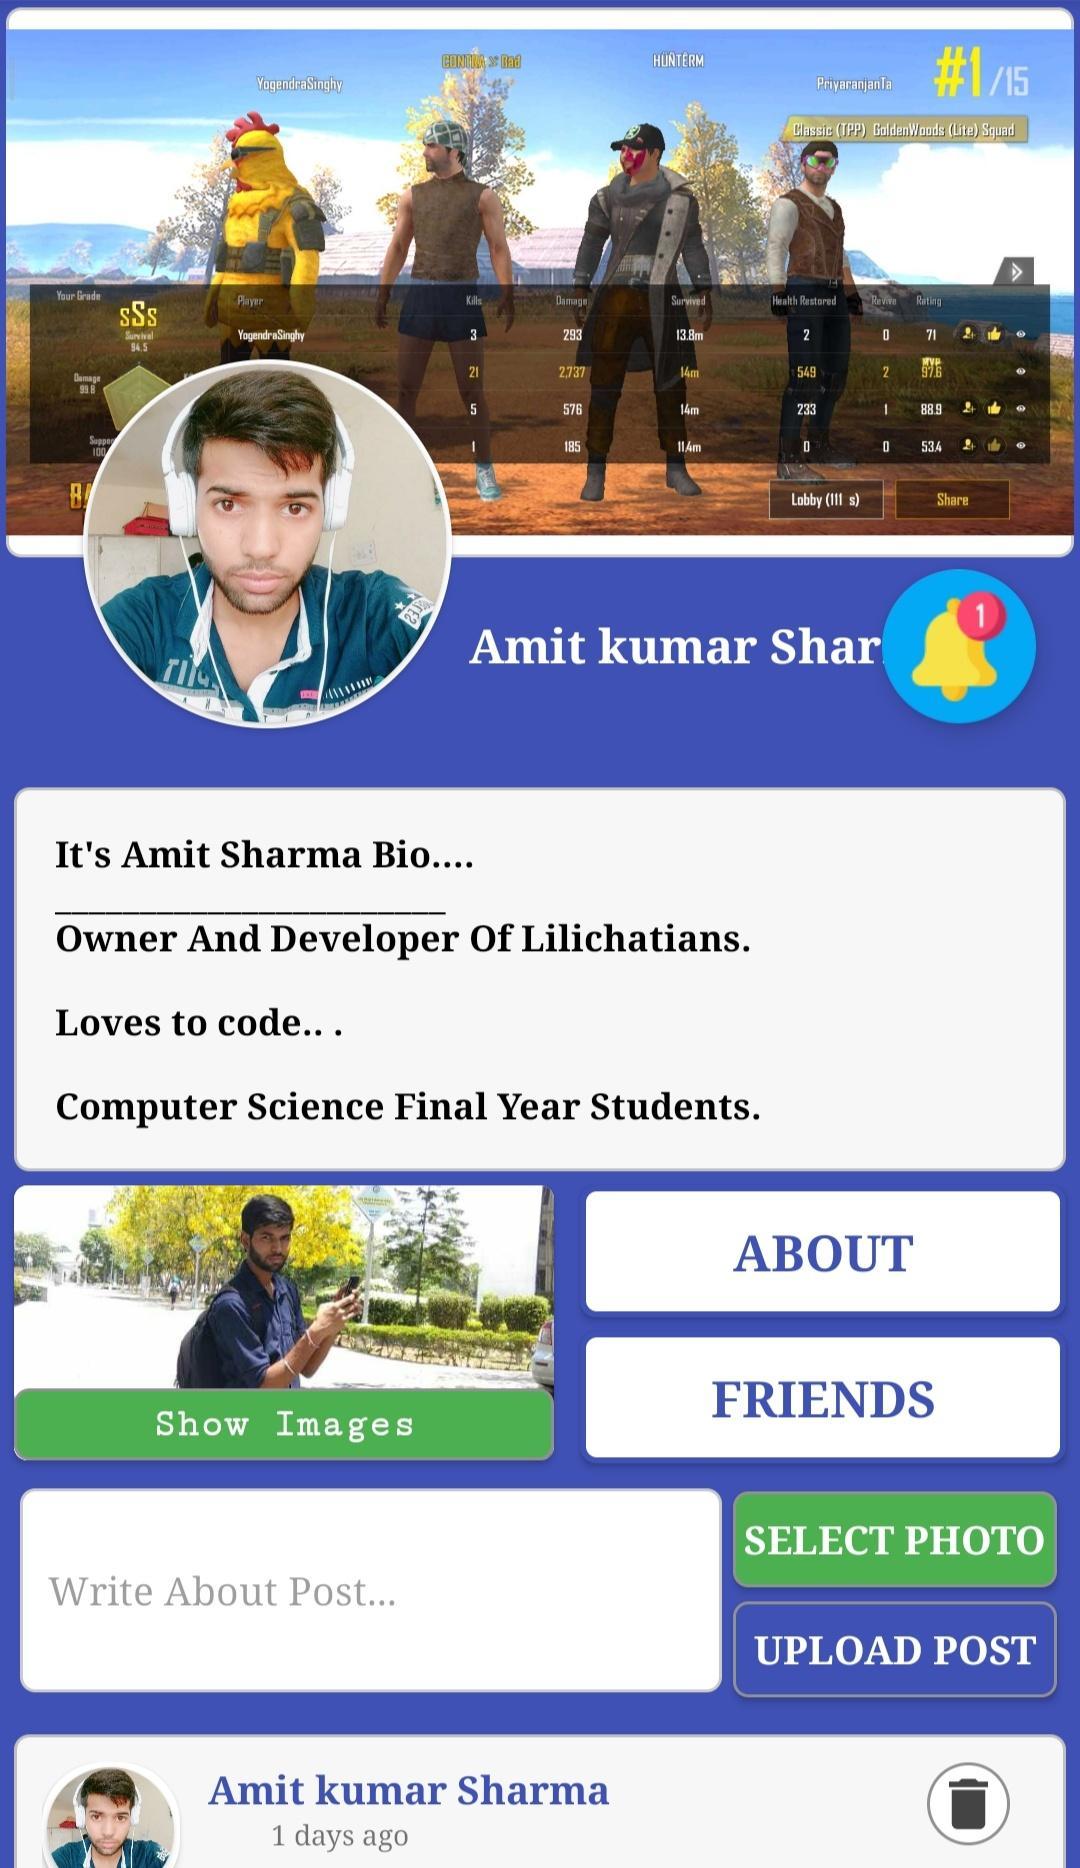 CONTRA 父 Bad
HÜÑTÊRM
YogendraSinghy
PriyaranjanTa
#1/15
Classic (TPP) GoldenWoods (Lite) Squad
Your Grade
SSS
Survival
94.5
Damage
99.8
100
Player Kills Damage Survived Health Restored Revive Rating
YogendraSinghy 3 293 13.8m 2 0 71
21 2,737 14m 549 2 MVP 97.6
5 576 14m 233 1 88.9
1 185 11.4m 0 0 53.4
Lobby (111 s)
Share
Amit kumar Shar
1
It's Amit Sharma Bio....
_______________________
Owner And Developer Of Lilichatians.
Loves to code.. .
Computer Science Final Year Students.
ABOUT
Show Images
FRIENDS
Write About Post...
SELECT PHOTO
UPLOAD POST
Amit kumar Sharma
1 days ago